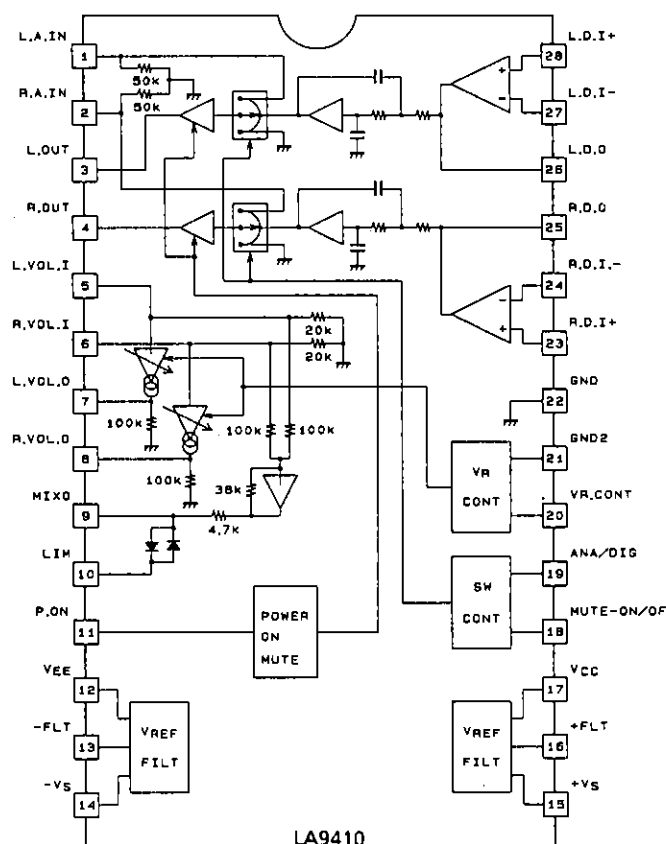 L.A.IN
1
R.A.IN
2
L.OUT
3
R.OUT
4
L.VOL.I
5
R.VOL.I
6
L.VOL.O
7
R.VOL.O
8
MIXO
9
LIM
10
P.ON
11
VEE
12
-FLT
13
-VS
14
50k
50k
20k
20k
100k
100k
100k
100k
38k
4.7k
POWER
ON
MUTE
VREF
FILT
L.D.I+
28
L.D.I-
27
L.D.O
26
R.D.O
25
R.D.I.-
24
R.D.I+
23
GND
22
GND2
21
VR.CONT
20
ANA/DIG
19
MUTE-ON/OF
18
VCC
17
+FLT
16
+VS
15
+
-
-
+
VR
CONT
SW
CONT
VREF
FILT
LA9410